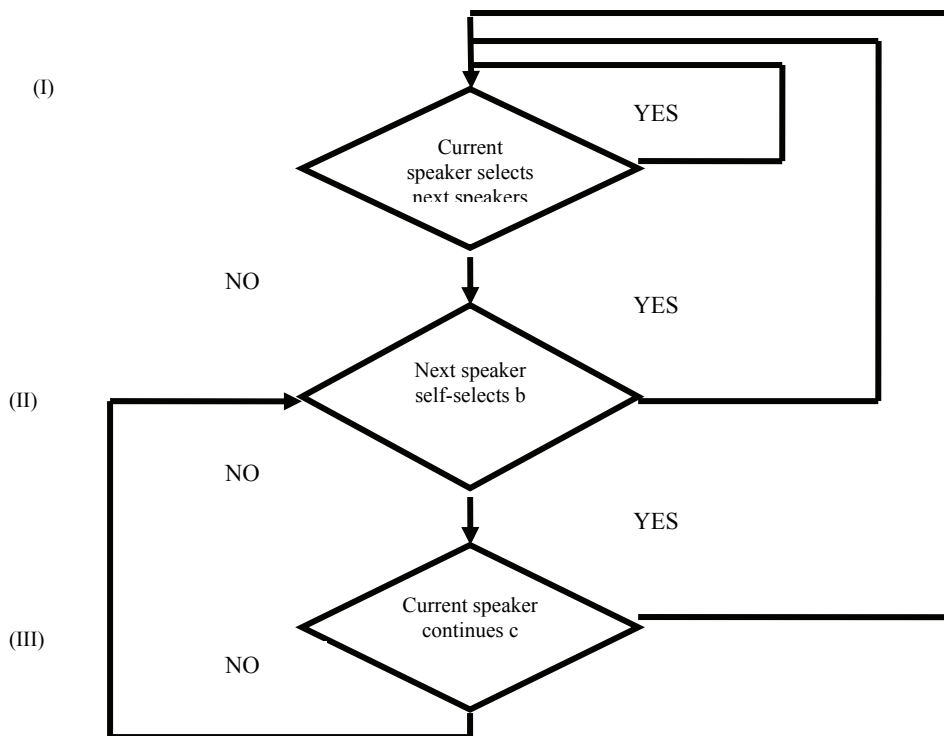 (I)
YES
Current
speaker selects
next speakers
NO
YES
Next speaker
self-selects b
(II)
NO
YES
Current speaker
continues c
(III)
NO